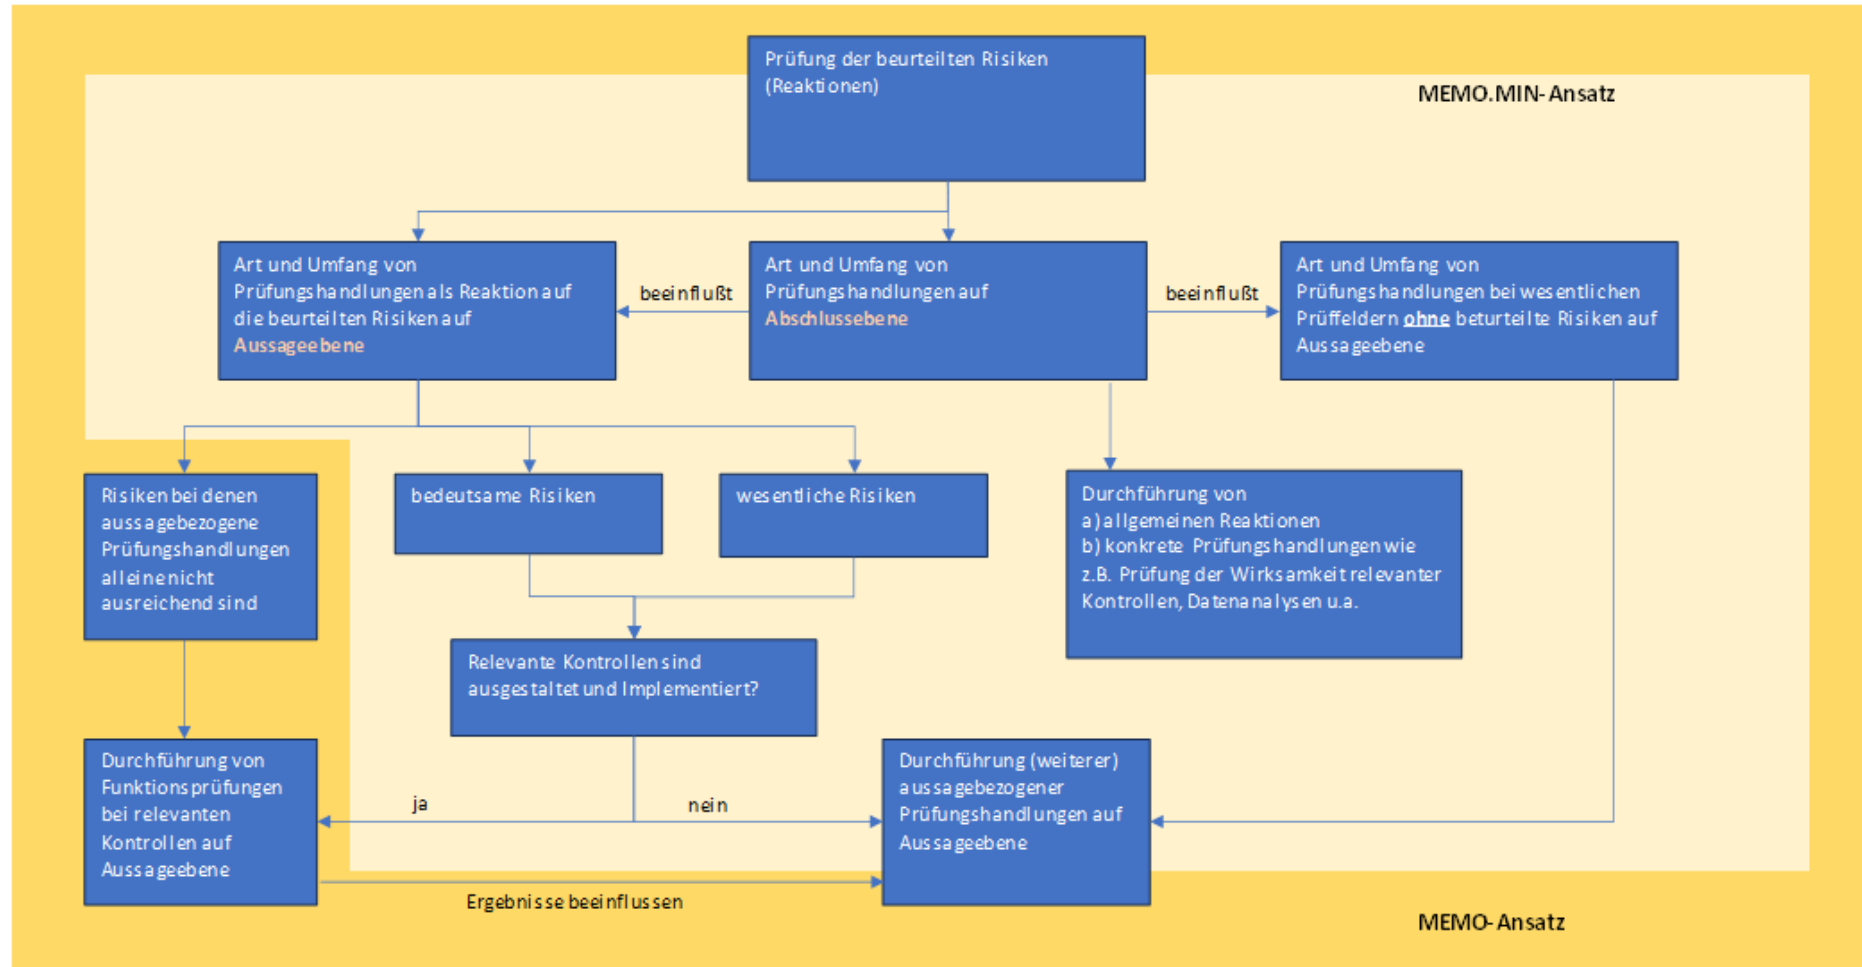 Prüfung der beurteilten Risiken
(Reaktionen)
MEMO.MIN-Ansatz
Art und Umfang von
Prüfungshandlungen als Reaktion auf
die beurteilten Risiken auf
Aussageebene
beeinflußt
Art und Umfang von
Prüfungshandlungen auf
Abschlussebene
beeinflußt
Art und Umfang von
Prüfungshandlungen bei wesentlichen
Prüffeldern ohne beturteilte Risiken auf
Aussageebene
Risiken bei denen
aussagebezogene
Prüfungshandlungen
alleine nicht
ausreichend sind
bedeutsame Risiken
wesentliche Risiken
Durchführung von
a) allgemeinen Reaktionen
b) konkrete Prüfungshandlungen wie
z.B. Prüfung der Wirksamkeit relevanter
Kontrollen, Datenanalysen u.a.
Relevante Kontrollen sind
ausgestaltet und Implementiert?
Durchführung von
Funktionsprüfungen
bei relevanten
Kontrollen auf
Aussageebene
ja
nein
Durchführung (weiterer)
aussagebezogener
Prüfungshandlungen auf
Aussageebene
Ergebnisse beeinflussen
MEMO-Ansatz